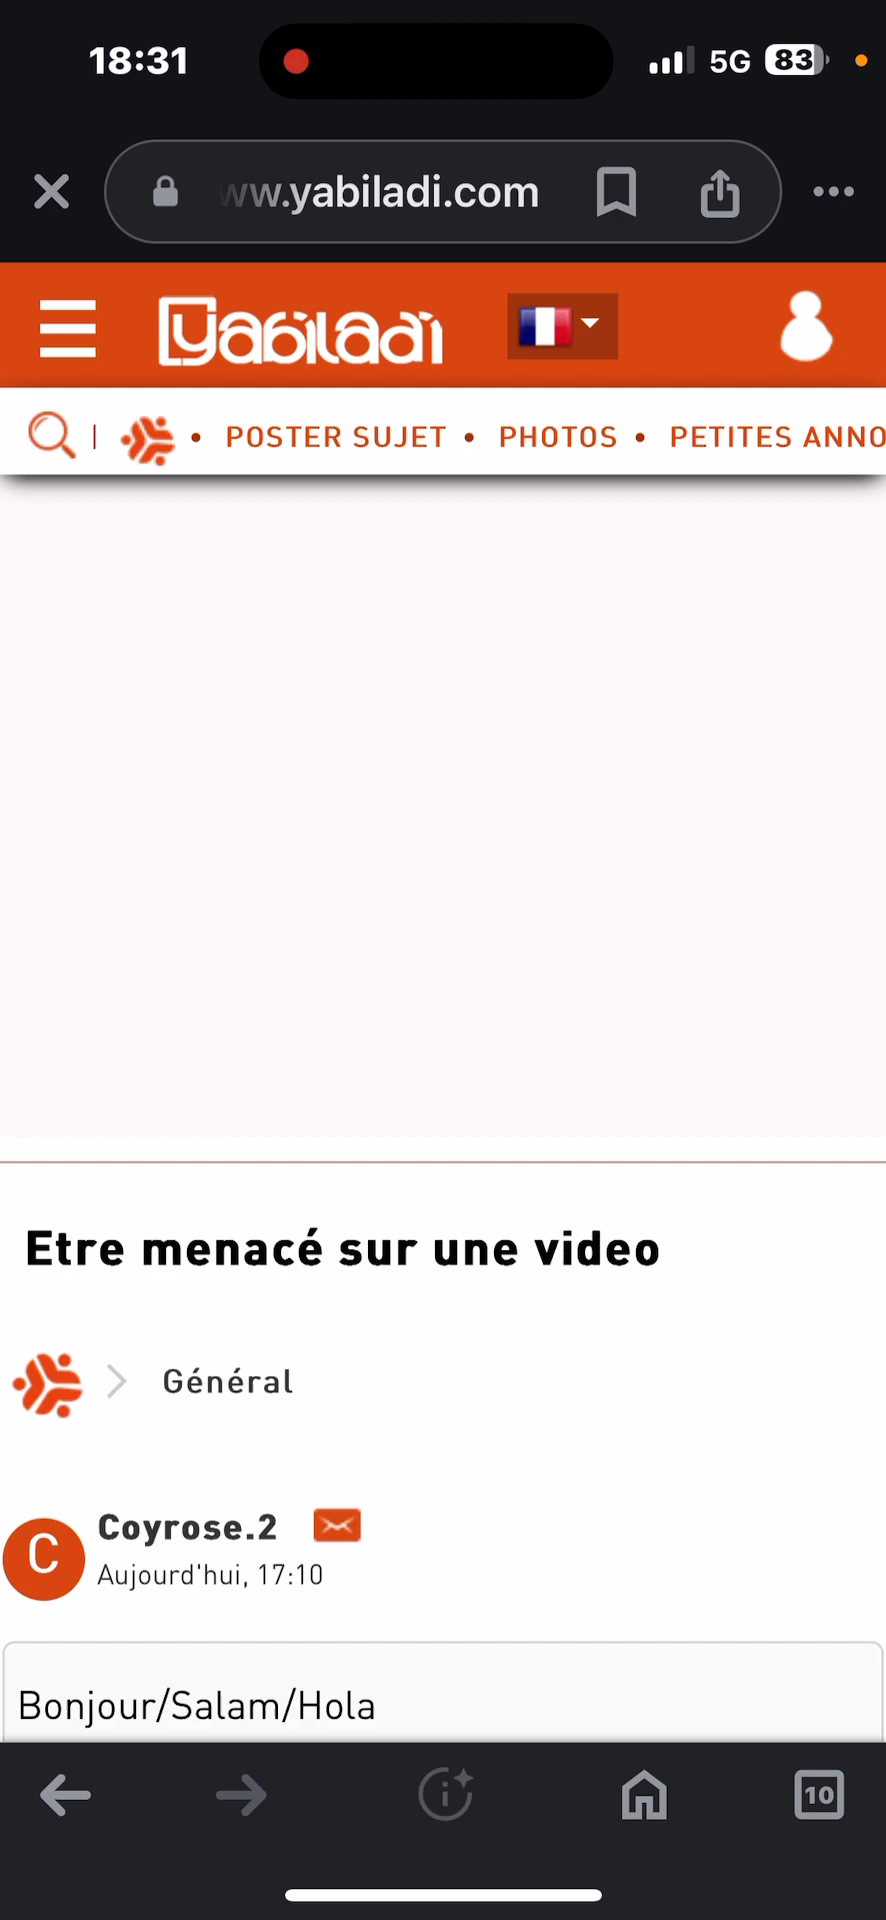 18:31
5G 83
ww.yabiladi.com
yabiladi
POSTER SUJET • PHOTOS • PETITES ANNO
Etre menacé sur une video
Général
C
Coyrose.2
Aujourd'hui, 17:10
Bonjour/Salam/Hola
10